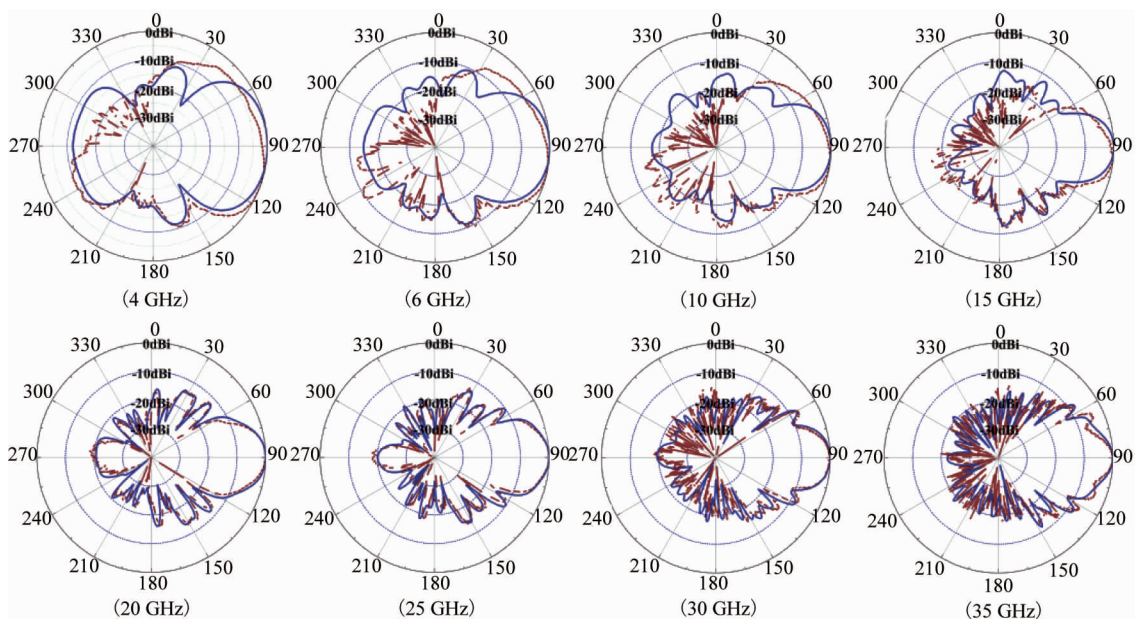 0 0 0 0
330 0dBi 30 330 0dBi 30 330 0dBi 30 330 0dBi 30
300 -10dBi 60 300 -10dBi 60 300 -10dBi 60 300 -10dBi 60
-20dBi -20dBi -20dBi -20dBi
-30dBi -30dBi -30dBi -30dBi
270 90 270 90 270 90 270 90
240 120 240 120 240 120 240 120
210 150 210 150 210 150 210 150
180 180 180 180
(4 GHz) (6 GHz) (10 GHz) (15 GHz)
0 0 0 0
330 0dBi 30 330 0dBi 30 330 0dBi 30 330 0dBi 30
300 -10dBi 60 300 -10dBi 60 300 -10dBi 60 300 -10dBi 60
-20dBi -20dBi -20dBi -20dBi
-30dBi -30dBi -30dBi -30dBi
270 90 270 90 270 90 270 90
240 120 240 120 240 120 240 120
210 150 210 150 210 150 210 150
180 180 180 180
(20 GHz) (25 GHz) (30 GHz) (35 GHz)